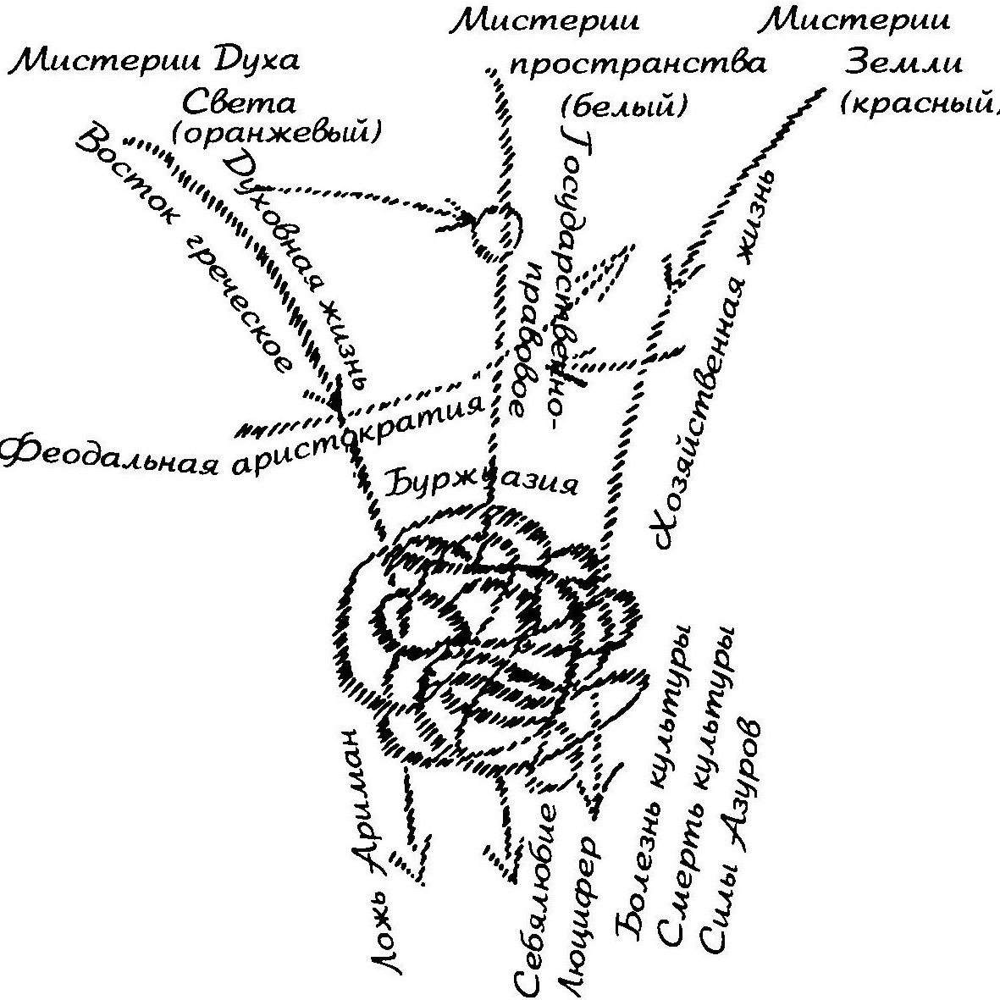 Мистерии Духа
Света
(оранжевый)
Мистерии
пространства
(белый)
Мистерии
Земли
(красный)
Восток греческое
Духовная жизнь
Государственно-
правовое
Хозяйственная жизнь
Феодальная аристократия
Буржуазия
Ложь Ариман
Себялюбие
Люцифер
Болезнь культуры
Смерть культуры
Силы Азуров